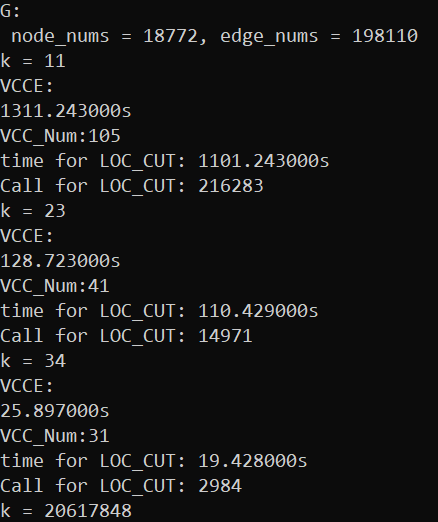 G:
 node_nums = 18772, edge_nums = 198110
k = 11
VCCE:
1311.243000s
VCC_Num:105
time for LOC_CUT: 1101.243000s
Call for LOC_CUT: 216283
k = 23
VCCE:
128.723000s
VCC_Num:41
time for LOC_CUT: 110.429000s
Call for LOC_CUT: 14971
k = 34
VCCE:
25.897000s
VCC_Num:31
time for LOC_CUT: 19.428000s
Call for LOC_CUT: 2984
k = 20617848